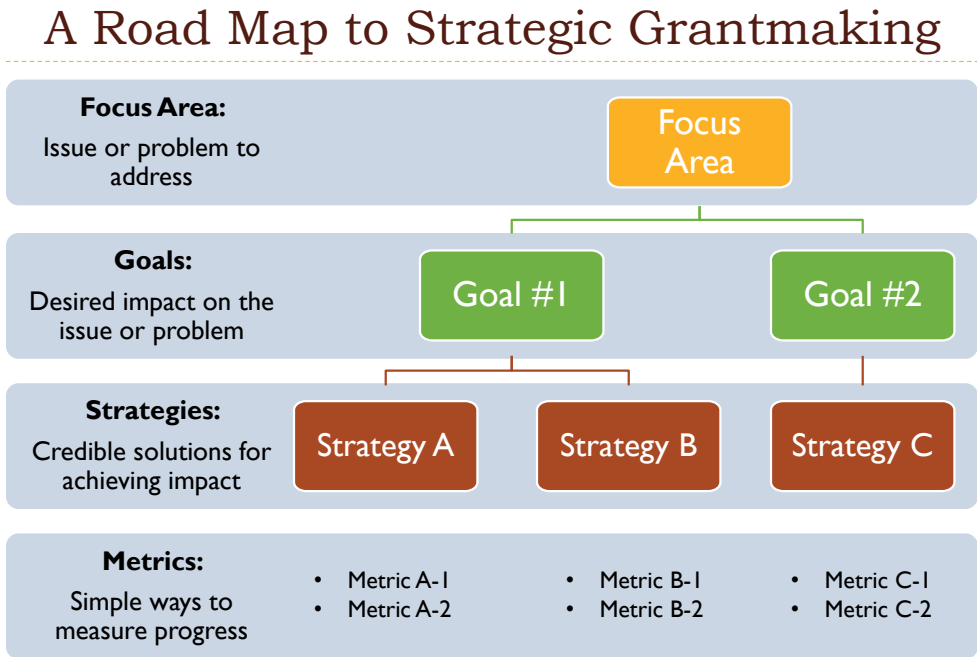 A Road Map to Strategic Grantmaking
Focus Area:
Issue or problem to
address
Focus
Area
Goals:
Desired impact on the
issue or problem
Goal #1
Goal #2
Strategies:
Credible solutions for
achieving impact
Strategy A
Strategy B
Strategy C
Metrics:
Simple ways to
measure progress
• Metric A-1
• Metric A-2
• Metric B-1
• Metric B-2
• Metric C-1
• Metric C-2